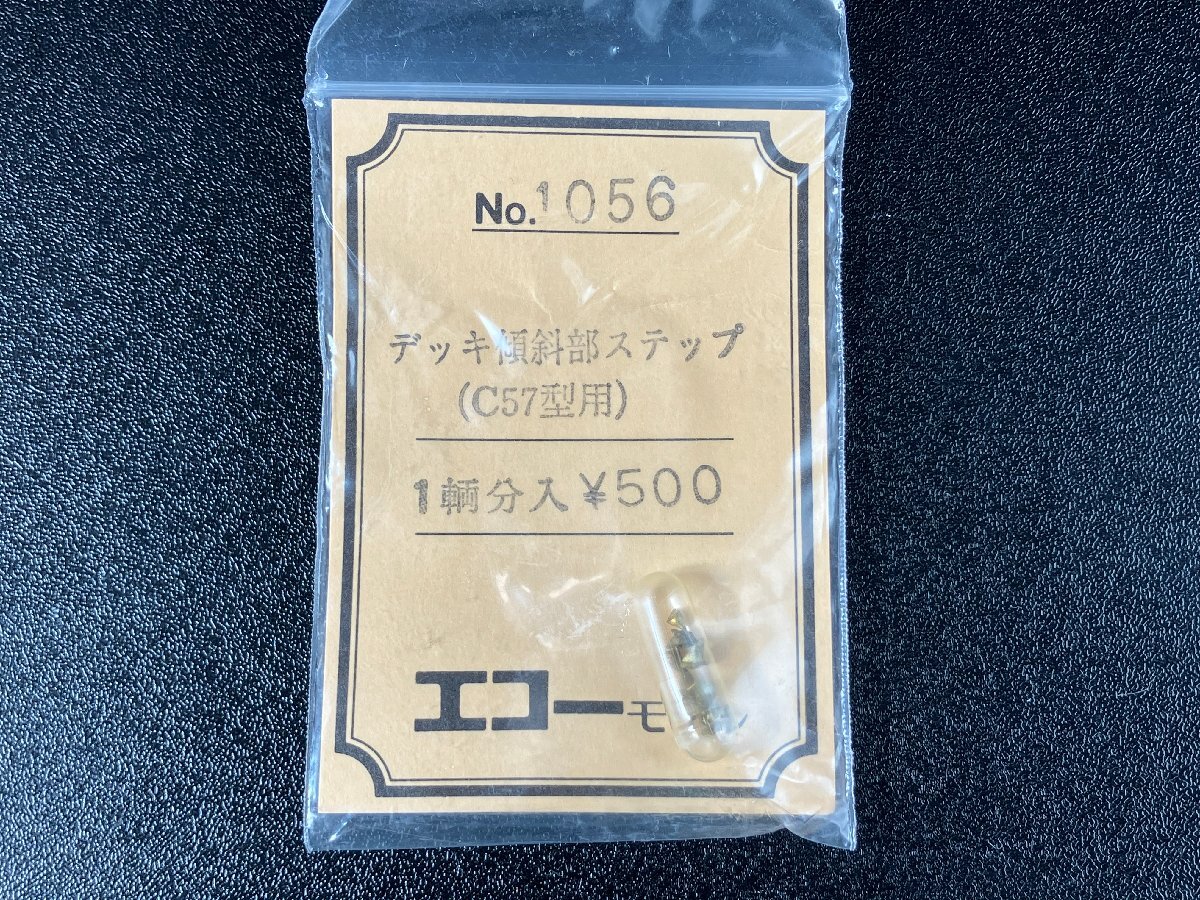 No.1056
デッキ傾斜部ステップ
(C57型用)
1輌分入¥500
エコーモ